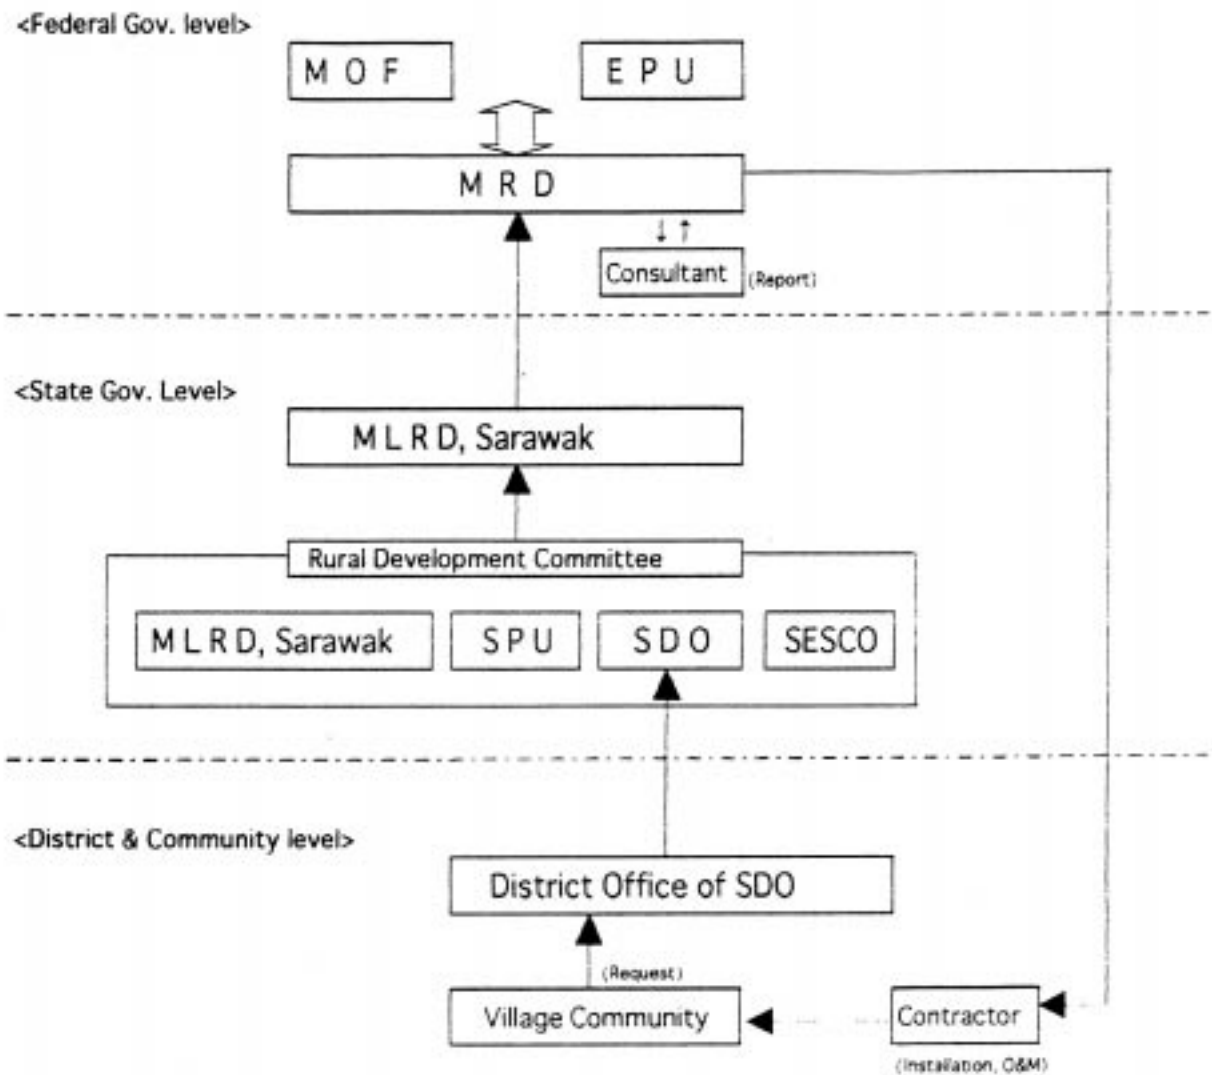 <Federal Gov. level>
M O F
E P U
M R D
Consultant
(Report)
<State Gov. Level>
M L R D, Sarawak
Rural Development Committee
M L R D, Sarawak
S P U
S D O
SESCO
<District & Community level>
District Office of SDO
(Request)
Village Community
Contractor
(Installation, O&M)